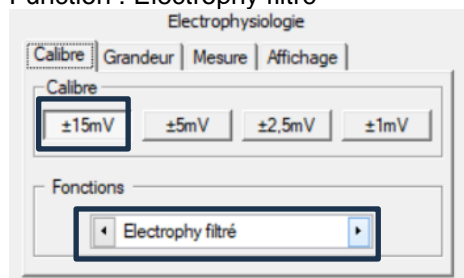 Function : Electrophy filtré
Electrophysiologie
Calibre Grandeur Mesure Affichage
Calibre
±15mV ±5mV ±2,5mV ±1mV
Fonctions
Electrophy filtré